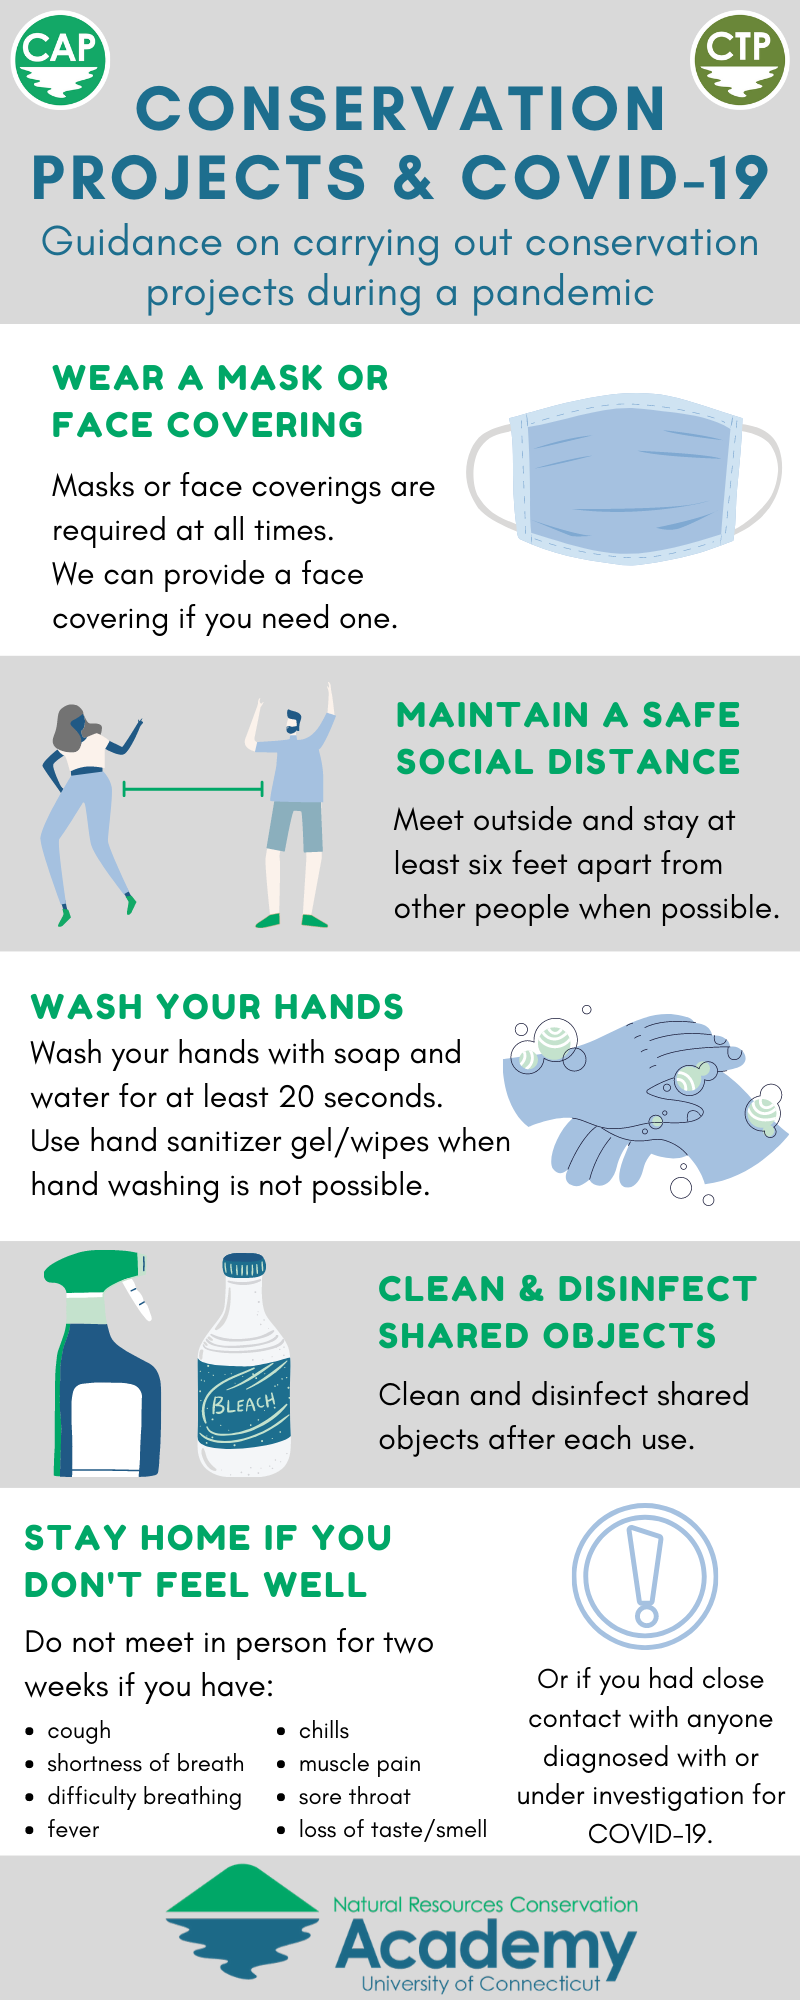 CAP
CTP
CONSERVATION
PROJECTS & COVID-19
Guidance on carrying out conservation
projects during a pandemic
WEAR A MASK OR
FACE COVERING
Masks or face coverings are
required at all times.
We can provide a face
covering if you need one.
MAINTAIN A SAFE
SOCIAL DISTANCE
Meet outside and stay at
least six feet apart from
other people when possible.
WASH YOUR HANDS
Wash your hands with soap and
water for at least 20 seconds.
Use hand sanitizer gel/wipes when
hand washing is not possible.
BLEACH
CLEAN & DISINFECT
SHARED OBJECTS
Clean and disinfect shared
objects after each use.
STAY HOME IF YOU
DON'T FEEL WELL
Do not meet in person for two
weeks if you have:
• cough
• shortness of breath
• difficulty breathing
• fever
• chills
• muscle pain
• sore throat
• loss of taste/smell
Or if you had close
contact with anyone
diagnosed with or
under investigation for
COVID-19.
Natural Resources Conservation
Academy
University of Connecticut